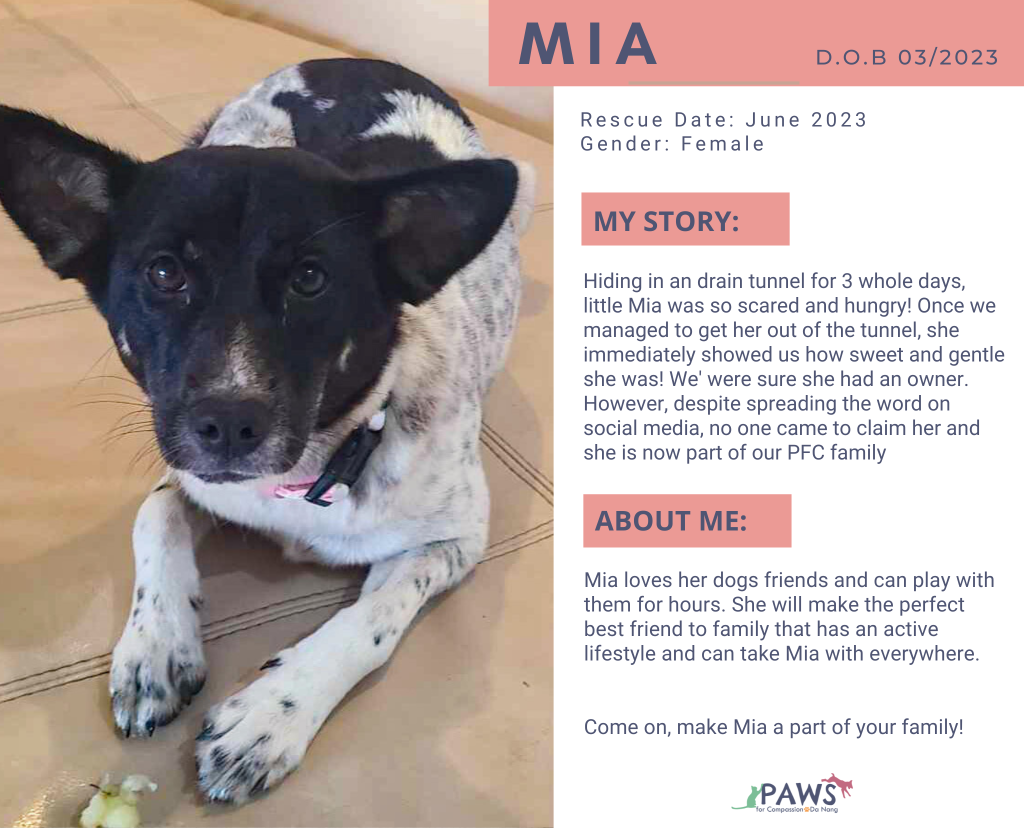 MIA
D.O.B 03/2023
Rescue Date: June 2023
Gender: Female
MY STORY:
Hiding in an drain tunnel for 3 whole days,
little Mia was so scared and hungry! Once we
managed to get her out of the tunnel, she
immediately showed us how sweet and gentle
she was! We' were sure she had an owner.
However, despite spreading the word on
social media, no one came to claim her and
she is now part of our PFC family
ABOUT ME:
Mia loves her dogs friends and can play with
them for hours. She will make the perfect
best friend to family that has an active
lifestyle and can take Mia with everywhere.
Come on, make Mia a part of your family!
PAWS
for Compassion@Da Nang